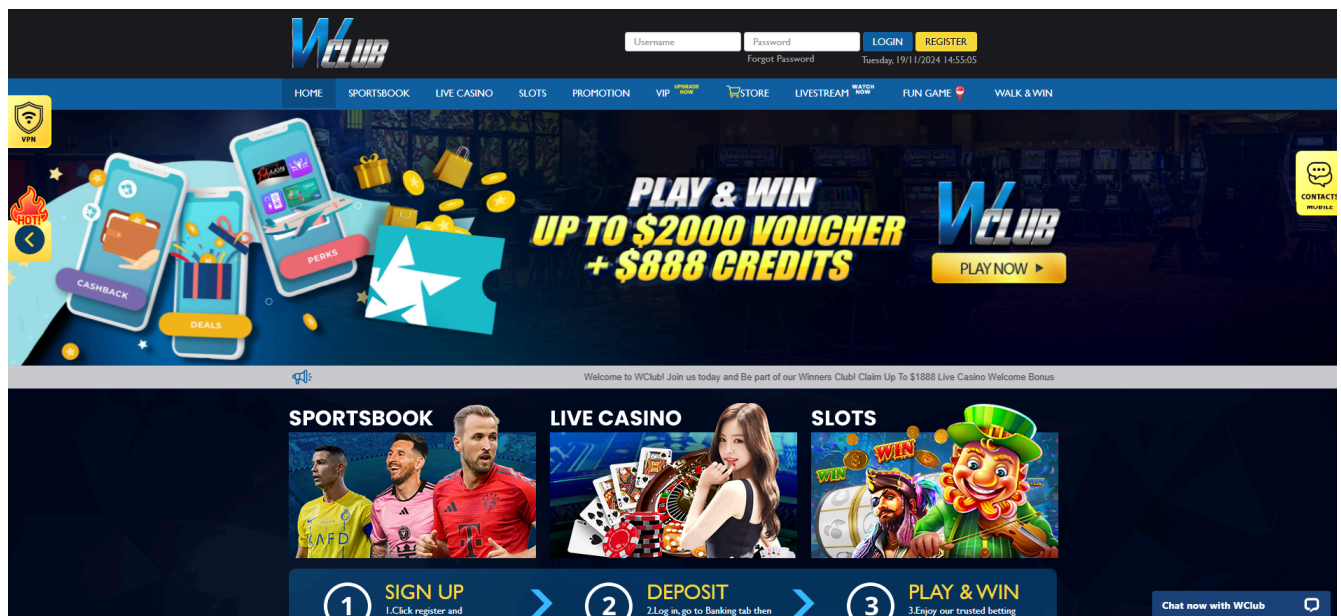 WCLUB
Username
Password
LOGIN
REGISTER
Forgot Password
Tuesday, 19/11/2024 14:55:05
HOME
SPORTSBOOK
LIVE CASINO
SLOTS
PROMOTION
VIP UPGRADE NOW
STORE
LIVESTREAM WATCH NOW
FUN GAME
WALK & WIN
VPN
HOT!
CASHBACK
DEALS
PERKS
PLAY & WIN
UP TO $2000 VOUCHER
+ $888 CREDITS
WCLUB
PLAY NOW
CONTACTS
MOBILE
Welcome to WClub! Join us today and Be part of our Winners Club! Claim Up To $1888 Live Casino Welcome Bonus
SPORTSBOOK
LIVE CASINO
SLOTS
KAFD
T
WIN
WIN
1
SIGN UP
1.Click register and
2
DEPOSIT
2.Log in, go to Banking tab then
3
PLAY & WIN
3.Enjoy our trusted betting
Chat now with WClub